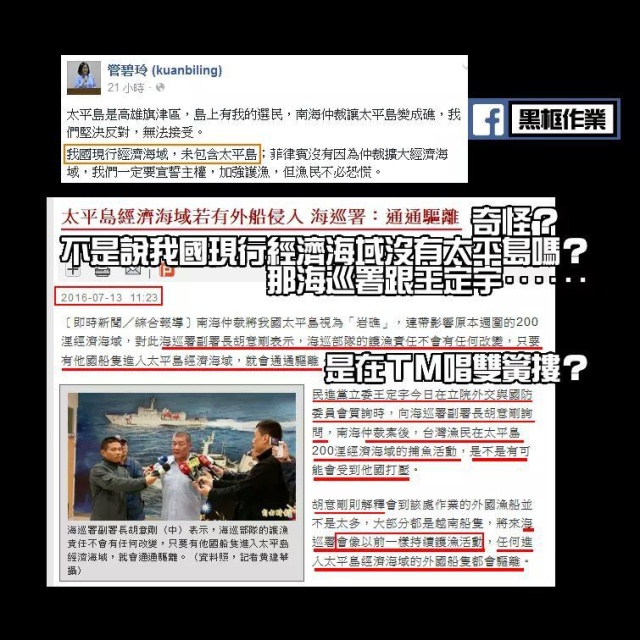 管碧玲 (kuanbiling)
21 小時・
太平島是高雄旗津區，島上有我的選民，南海仲裁讓太平島變成礁，我
們堅決反對，無法接受。
我國現行經濟海域，未包含太平島；菲律賓沒有因為仲裁擴大經濟海
域，我們一定要宣誓主權，加強護漁，但漁民不必恐慌。
f 黑框作業
太平島經濟海域若有外船侵入 海巡署：通通驅離
奇怪?
不是說我國現行經濟海域沒有太平島嗎?
那海巡署跟王定宇⋯⋯
2016-07-13 11:23
〔即時新聞／綜合報導〕南海仲裁將我國太平島視為「岩礁」，連帶影響原本週圍的200
浬經濟海域，對此海巡署副署長胡意剛表示，海巡部隊的護漁責任不會有任何改變，只要
有他國船隻進入太平島經濟海域，就會通通驅離
是在TM唱雙簧摟?
民進黨立委王定宇今日在立院外交與國防
委員會質詢時，向海巡署副署長胡意剛詢
問，南海仲裁案後，台灣漁民在太平島
200浬經濟海域的捕魚活動，是不是有可
能會受到他國打壓。
胡意剛則解釋會到該處作業的外國漁船並
不是太多，大部分都是越南船隻，將來海
巡署會像以前一樣持續護漁活動，任何進
入太平島經濟海域的外國船隻都會驅離。
自由時報
海巡署副署長胡意剛（中）表示，海巡部隊的護漁
責任不會有任何改變，只要有他國船隻進入太平島
經濟海域，就會通通驅離。（資料照，記者黃建華
攝）